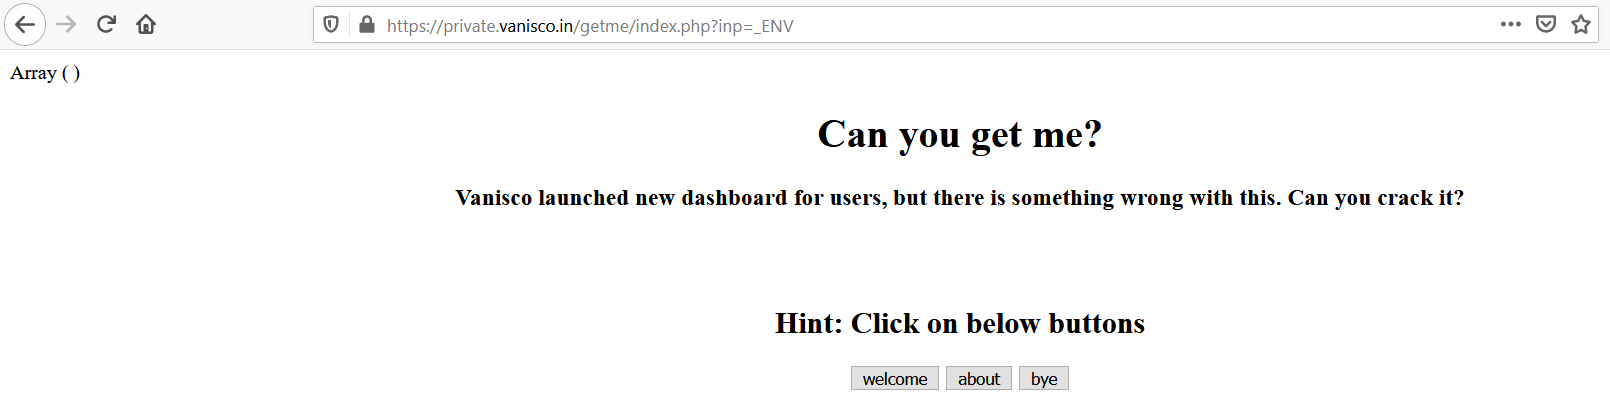 https://private.vanisco.in/getme/index.php?inp=_ENV
Array ( )
Can you get me?
Vanisco launched new dashboard for users, but there is something wrong with this. Can you crack it?
Hint: Click on below buttons
welcome about bye